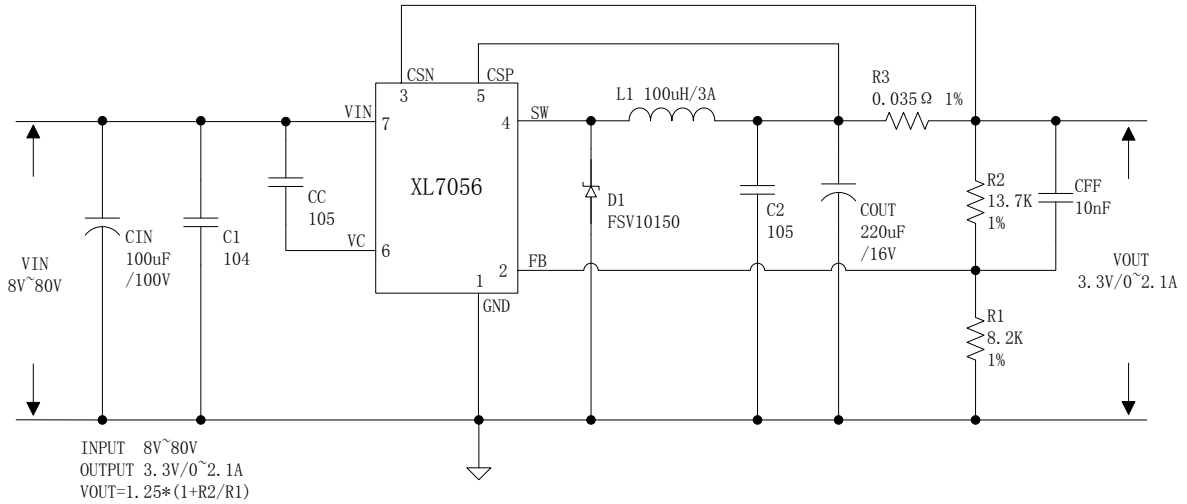 CSN
CSP
3
5
R3
0.035Ω 1%
L1 100uH/3A
VIN
7
4
SW
XL7056
CC
105
D1
FSV10150
C2
105
COUT
220uF
/16V
R2
13.7K
1%
CFF
10nF
CIN
100uF
/100V
C1
104
VC
6
2
FB
VIN
8V~80V
VOUT
3.3V/0~2.1A
1
GND
R1
8.2K
1%
INPUT 8V~80V
OUTPUT 3.3V/0~2.1A
VOUT=1.25*(1+R2/R1)